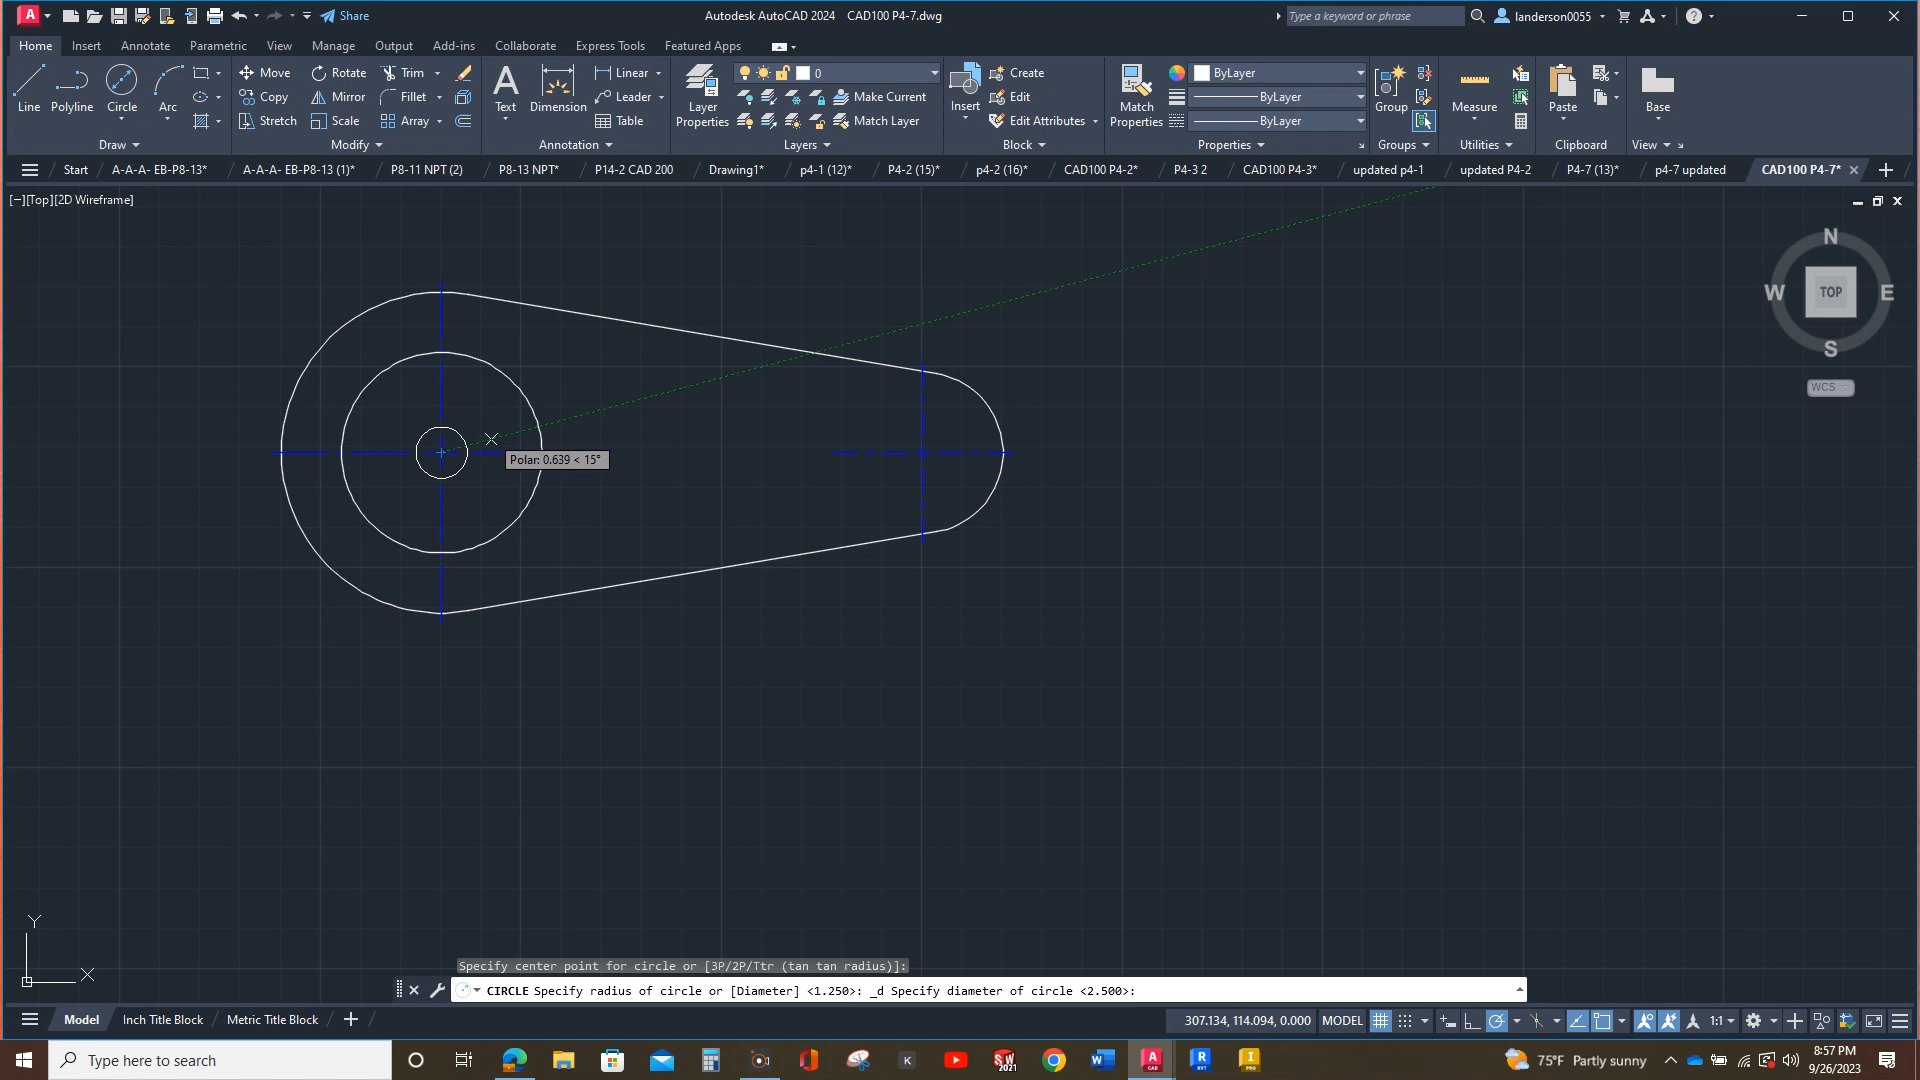 Share
Autodesk AutoCAD 2024 CAD100 P4-7.dwg
Type a keyword or phrase
landerson0055
Home Insert Annotate Parametric View Manage Output Add-ins Collaborate Express Tools Featured Apps
Line Polyline Circle Arc
Move Rotate Trim
Copy Mirror Fillet
Stretch Scale Array
Text Dimension
Linear
Leader
Table
Layer Properties
0
Make Current
Match Layer
Insert
Create
Edit
Edit Attributes
Match Properties
ByLayer
ByLayer
ByLayer
Group
Measure
Paste
Base
Draw Modify Annotation Layers Block Properties Groups Utilities Clipboard View
Start A-A-A- EB-P8-13* A-A-A- EB-P8-13 (1)* P8-11 NPT (2) P8-13 NPT* P14-2 CAD 200 Drawing1* p4-1 (12)* P4-2 (15)* p4-2 (16)* CAD100 P4-2* P4-3 2 CAD100 P4-3* updated p4-1 updated P4-2 P4-7 (13)* p4-7 updated CAD100 P4-7*
[−][Top][2D Wireframe]
N
W TOP E
S
WCS
Polar: 0.639 < 15°
Y
X
Specify center point for circle or [3P/2P/Ttr (tan tan radius)]:
CIRCLE Specify radius of circle or [Diameter] <1.250>: _d Specify diameter of circle <2.500>:
Model Inch Title Block Metric Title Block
307.134, 114.094, 0.000 MODEL 1:1
Type here to search
75°F Partly sunny
8:57 PM
9/26/2023